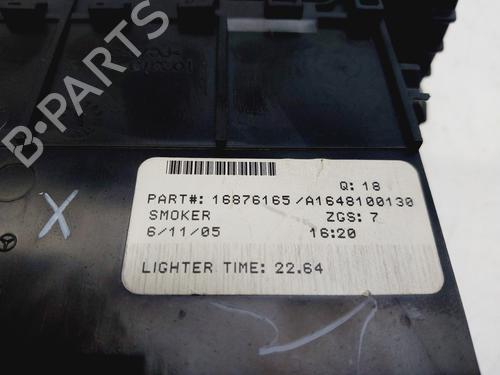 B-PARTS
Q: 18
PART#: 16876165/A1648100130
SMOKER ZGS: 7
6/11/05 16:20
LIGHTER TIME: 22.64
X